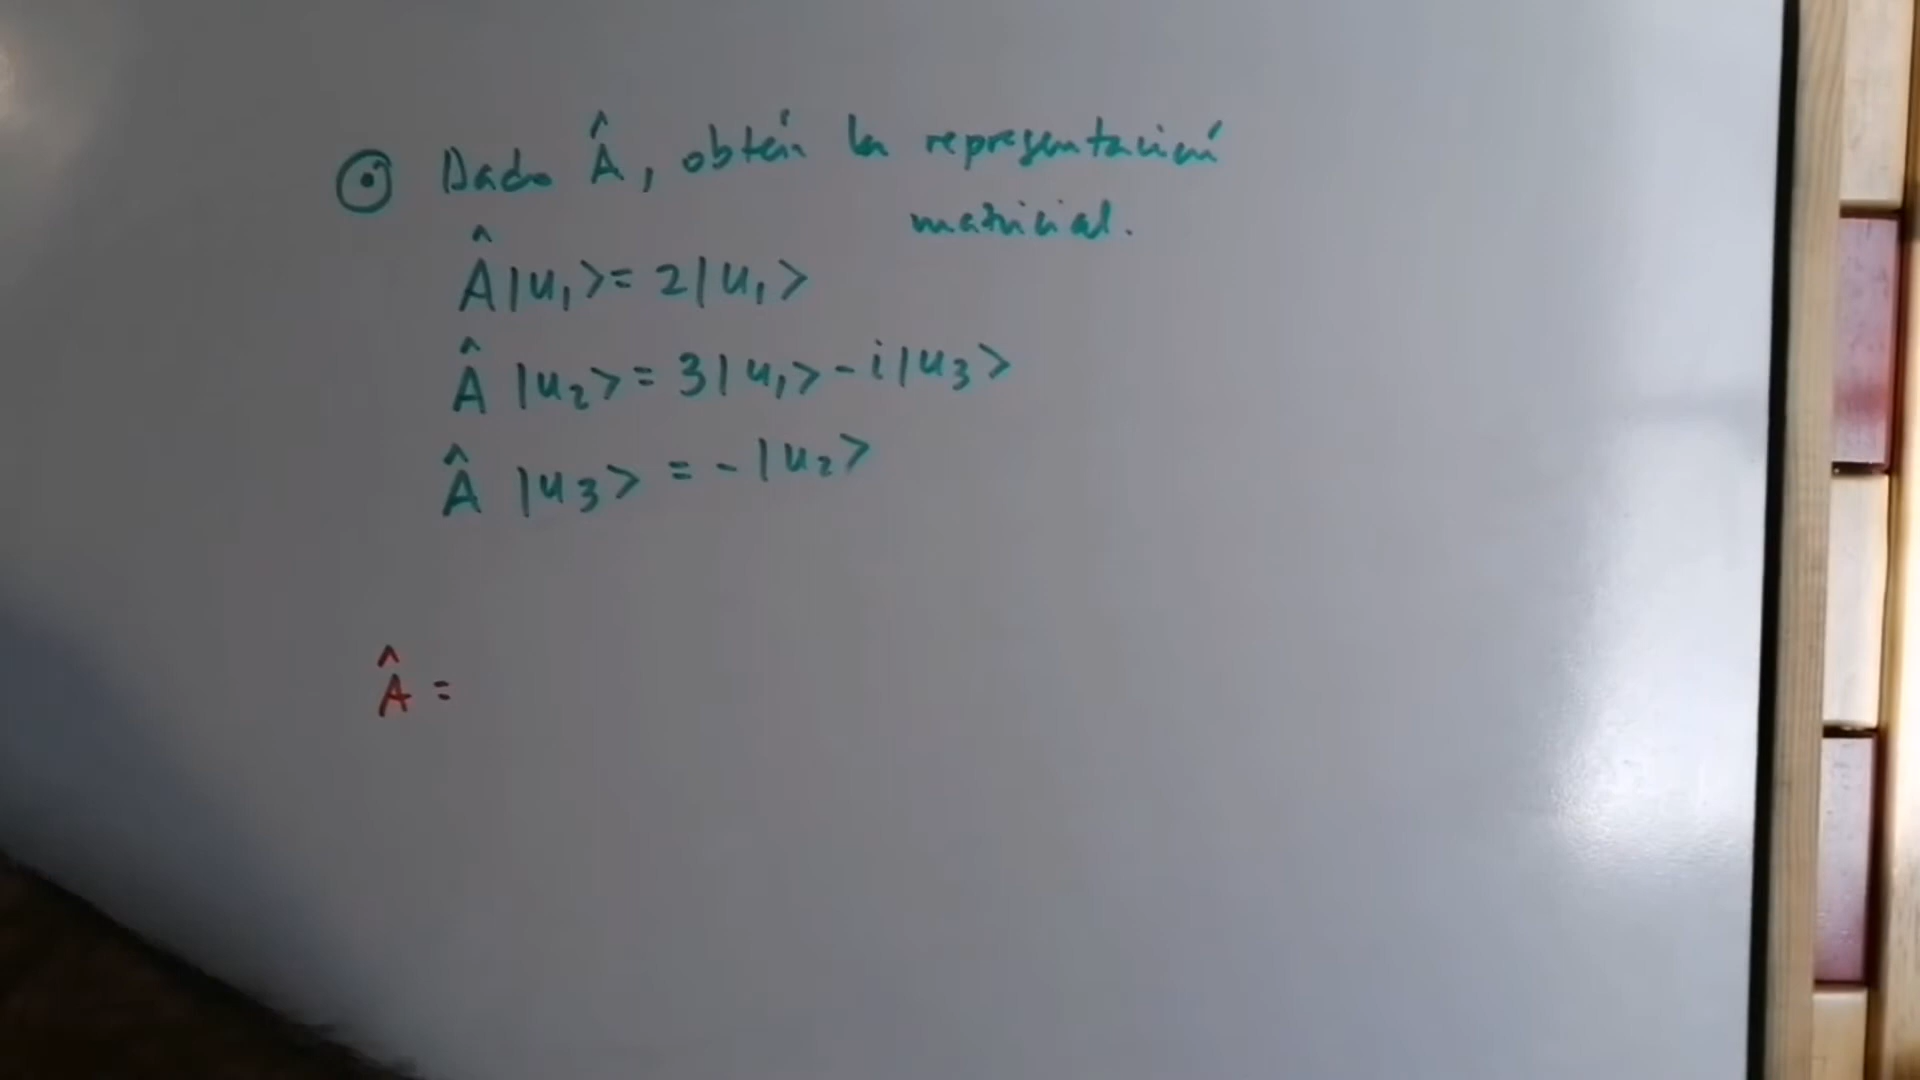 ⊙ Dado Â, obtén la representación
matricial.
Â|u₁>=2|u₁>
Â |u₂>=3|u₁>-i|u₃>
Â |u₃>=-|u₂>
Â=